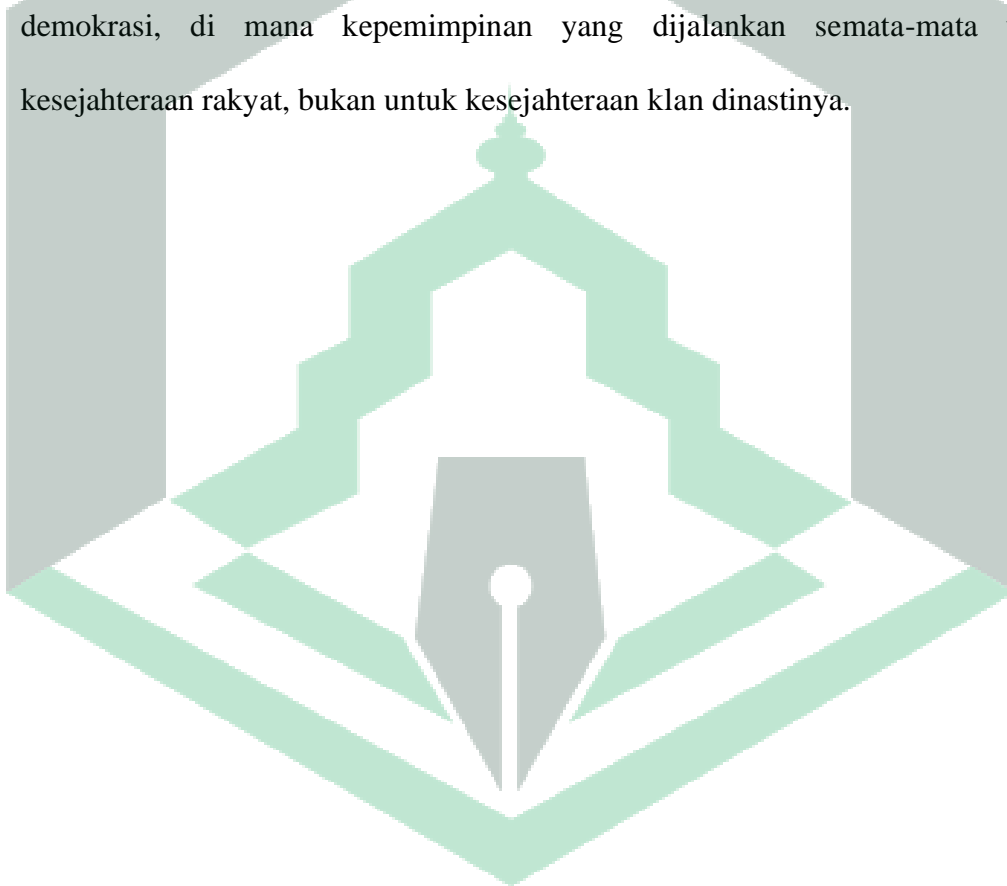 demokrasi, di mana kepemimpinan yang dijalankan semata-mata
kesejahteraan rakyat, bukan untuk kesejahteraan klan dinastinya.